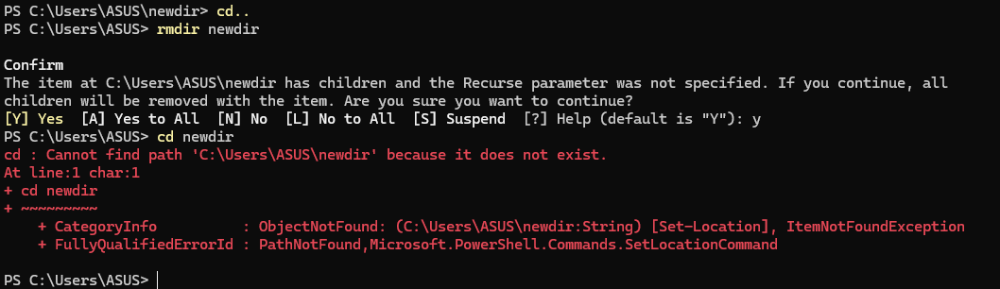 PS C:\Users\ASUS\newdir> cd..
PS C:\Users\ASUS> rmdir newdir

Confirm
The item at C:\Users\ASUS\newdir has children and the Recurse parameter was not specified. If you continue, all
children will be removed with the item. Are you sure you want to continue?
[Y] Yes  [A] Yes to All  [N] No  [L] No to All  [S] Suspend  [?] Help (default is "Y"): y
PS C:\Users\ASUS> cd newdir
cd : Cannot find path 'C:\Users\ASUS\newdir' because it does not exist.
At line:1 char:1
+ cd newdir
+ ~~~~~~~~~
    + CategoryInfo          : ObjectNotFound: (C:\Users\ASUS\newdir:String) [Set-Location], ItemNotFoundException
    + FullyQualifiedErrorId : PathNotFound,Microsoft.PowerShell.Commands.SetLocationCommand

PS C:\Users\ASUS>